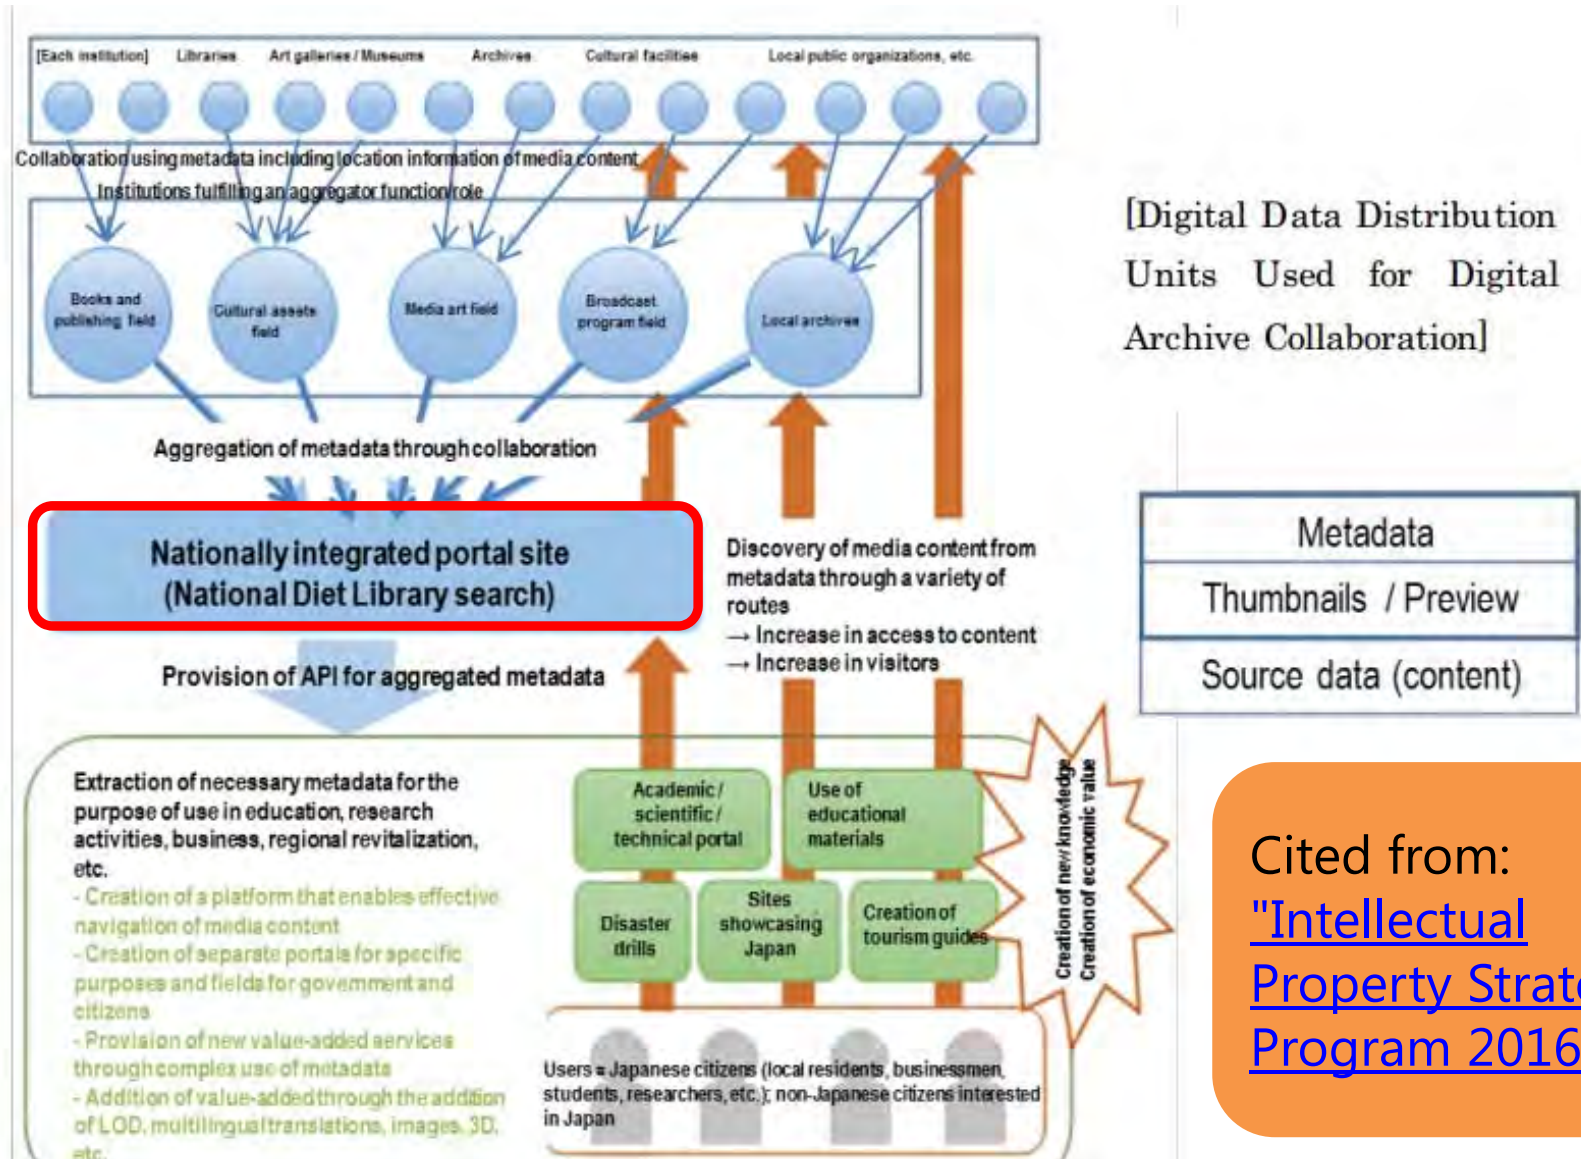 [Each institution] Libraries Art galleries / Museums Archives Cultural facilities Local public organizations, etc.
Collaboration using metadata including location information of media content
Institutions fulfilling an aggregator function role
Books and
publishing field
Cultural assets
field
Media art field
Broadcast
program field
Local archives
Aggregation of metadata through collaboration
Nationally integrated portal site
(National Diet Library search)
Provision of API for aggregated metadata
Discovery of media content from
metadata through a variety of
routes
→ Increase in access to content
→ Increase in visitors
Extraction of necessary metadata for the
purpose of use in education, research
activities, business, regional revitalization,
etc.
- Creation of a platform that enables effective
navigation of media content
- Creation of separate portals for specific
purposes and fields for government and
citizens
- Provision of new value-added services
through complex use of metadata
- Addition of value-added through the addition
of LOD, multilingual translations, images, 3D,
etc.
Academic /
scientific /
technical portal
Use of
educational
materials
Disaster
drills
Sites
showcasing
Japan
Creation of
tourism guides
Creation of new knowledge
Creation of economic value
Users = Japanese citizens (local residents, businessmen,
students, researchers, etc.); non-Japanese citizens interested
in Japan
[Digital Data Distribution
Units Used for Digital
Archive Collaboration]
Metadata
Thumbnails / Preview
Source data (content)
Cited from:
"Intellectual
Property Strate
Program 2016